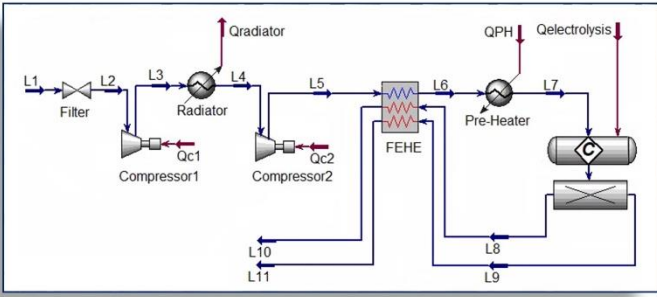 Qradiator
QPH
Qelectrolysis
L1
L2
L3
L4
L5
L6
L7
Filter
Radiator
Pre-Heater
C
Qc1
Qc2
FEHE
Compressor1
Compressor2
L10
L8
L11
L9